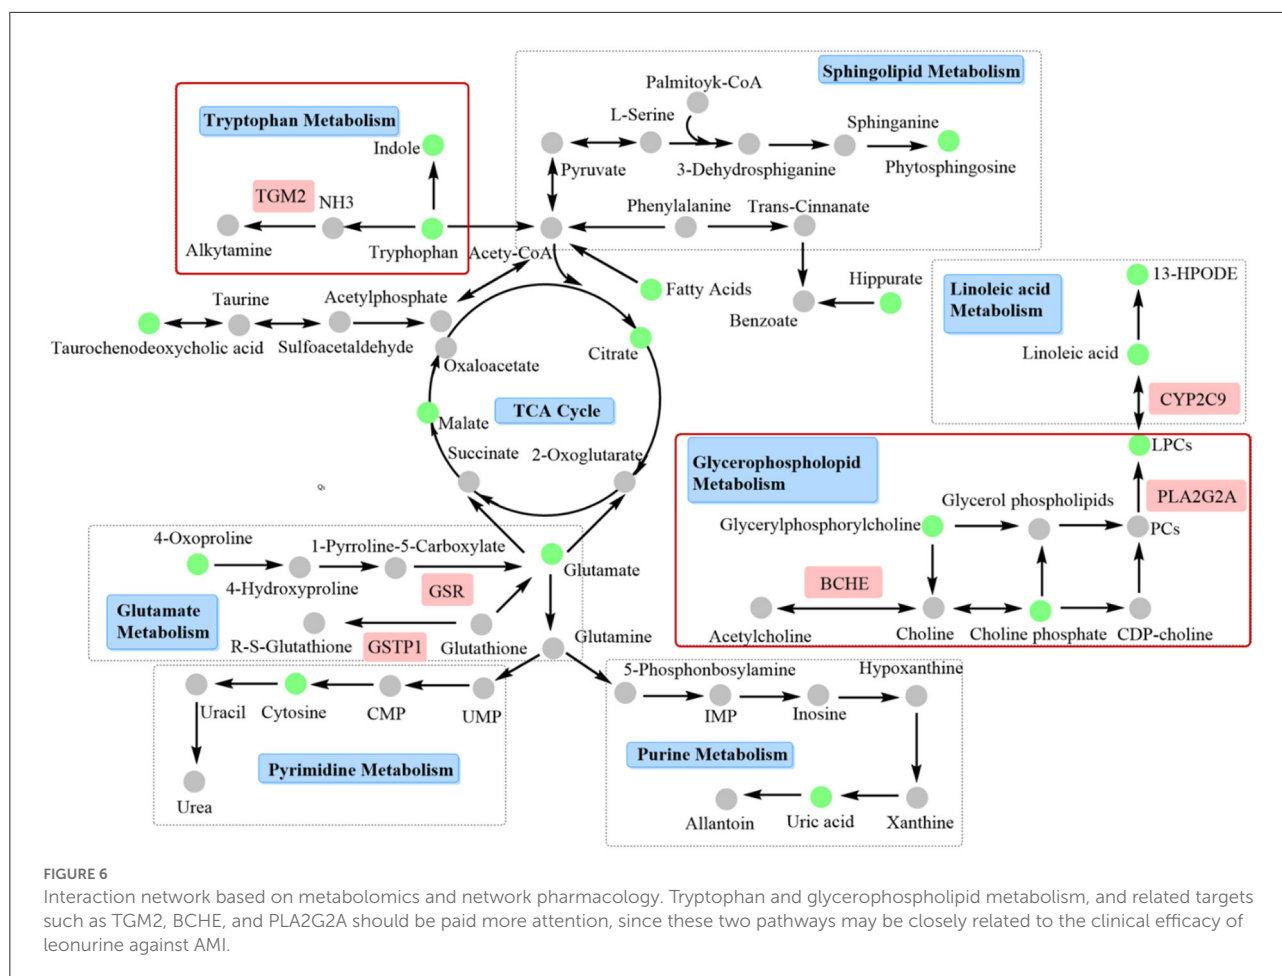 Sphingolipid Metabolism
Palmitoyk-CoA
L-Serine
Sphinganine
Pyruvate
3-Dehydrosphiganine
Phytosphingosine
Phenylalanine
Trans-Cinnanate
Tryptophan Metabolism
Indole
TGM2
NH3
Alkytamine
Tryphophan
Acety-CoA
Fatty Acids
Hippurate
Benzoate
Linoleic acid
Metabolism
13-HPODE
Linoleic acid
CYP2C9
Taurine
Acetylphosphate
Taurochenodeoxycholic acid
Sulfoacetaldehyde
Oxaloacetate
Citrate
TCA Cycle
Malate
Succinate
2-Oxoglutarate
Glycerophospholopid
Metabolism
LPCs
PLA2G2A
Glycerol phospholipids
Glycerylphosphorylcholine
PCs
BCHE
Acetylcholine
Choline
Choline phosphate
CDP-choline
4-Oxoproline
1-Pyrroline-5-Carboxylate
4-Hydroxyproline
Glutamate
GSR
Glutamate
Metabolism
R-S-Glutathione
GSTP1
Glutathione
Glutamine
Uracil
Cytosine
CMP
UMP
Pyrimidine Metabolism
Urea
5-Phosphonbosylamine
Hypoxanthine
IMP
Inosine
Purine Metabolism
Allantoin
Uric acid
Xanthine
FIGURE 6
Interaction network based on metabolomics and network pharmacology. Tryptophan and glycerophospholipid metabolism, and related targets
such as TGM2, BCHE, and PLA2G2A should be paid more attention, since these two pathways may be closely related to the clinical efficacy of
leonurine against AMI.